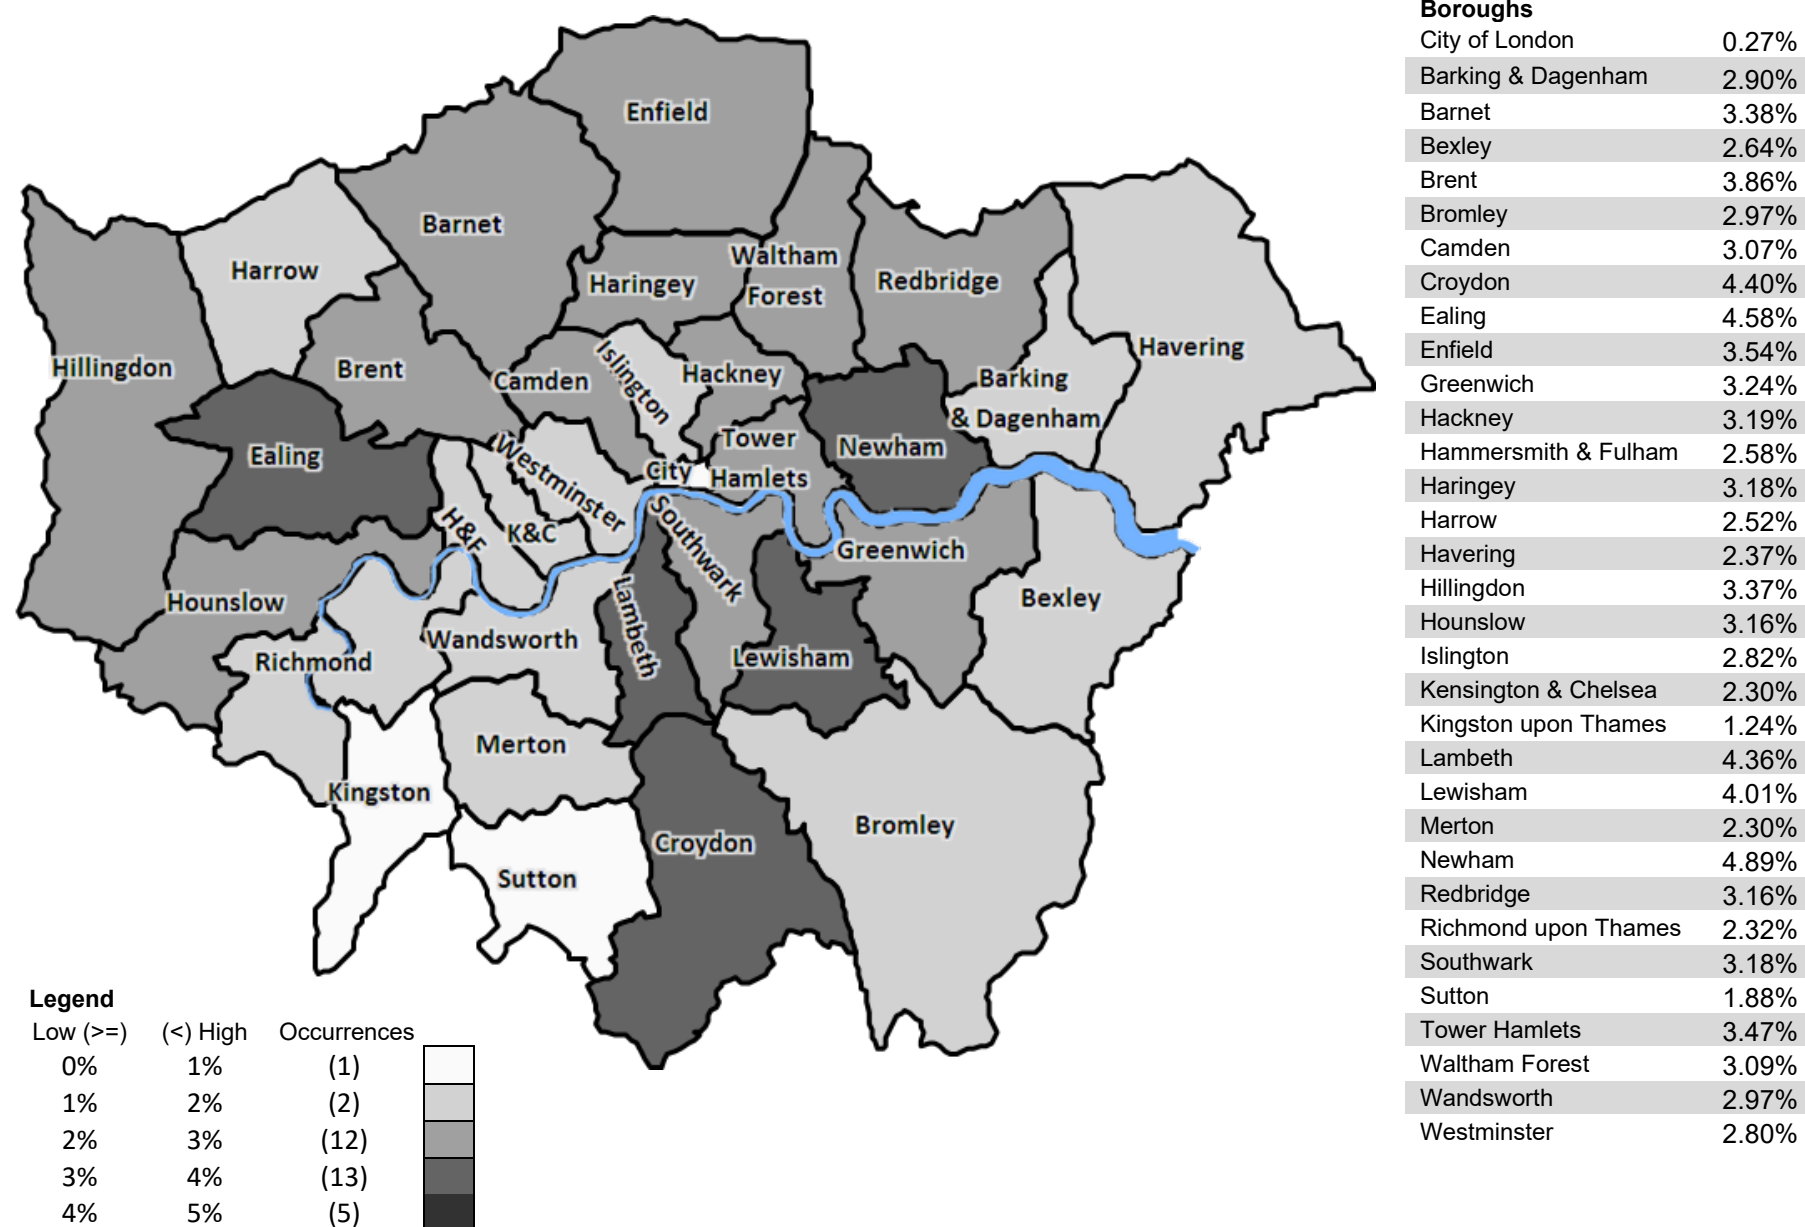 Enfield
Barnet
Harrow
Haringey
Waltham
Forest
Redbridge
Havering
Hillingdon
Brent
Camden
Islington
Hackney
Barking
& Dagenham
Ealing
Westminster
City
Tower
Hamlets
Newham
H&F
K&C
Southwark
Greenwich
Hounslow
Bexley
Richmond
Wandsworth
Lambeth
Lewisham
Merton
Kingston
Bromley
Croydon
Sutton
Legend
Low (>=) (<) High Occurrences
0% 1% (1)
1% 2% (2)
2% 3% (12)
3% 4% (13)
4% 5% (5)
Boroughs
City of London 0.27%
Barking & Dagenham 2.90%
Barnet 3.38%
Bexley 2.64%
Brent 3.86%
Bromley 2.97%
Camden 3.07%
Croydon 4.40%
Ealing 4.58%
Enfield 3.54%
Greenwich 3.24%
Hackney 3.19%
Hammersmith & Fulham 2.58%
Haringey 3.18%
Harrow 2.52%
Havering 2.37%
Hillingdon 3.37%
Hounslow 3.16%
Islington 2.82%
Kensington & Chelsea 2.30%
Kingston upon Thames 1.24%
Lambeth 4.36%
Lewisham 4.01%
Merton 2.30%
Newham 4.89%
Redbridge 3.16%
Richmond upon Thames 2.32%
Southwark 3.18%
Sutton 1.88%
Tower Hamlets 3.47%
Waltham Forest 3.09%
Wandsworth 2.97%
Westminster 2.80%